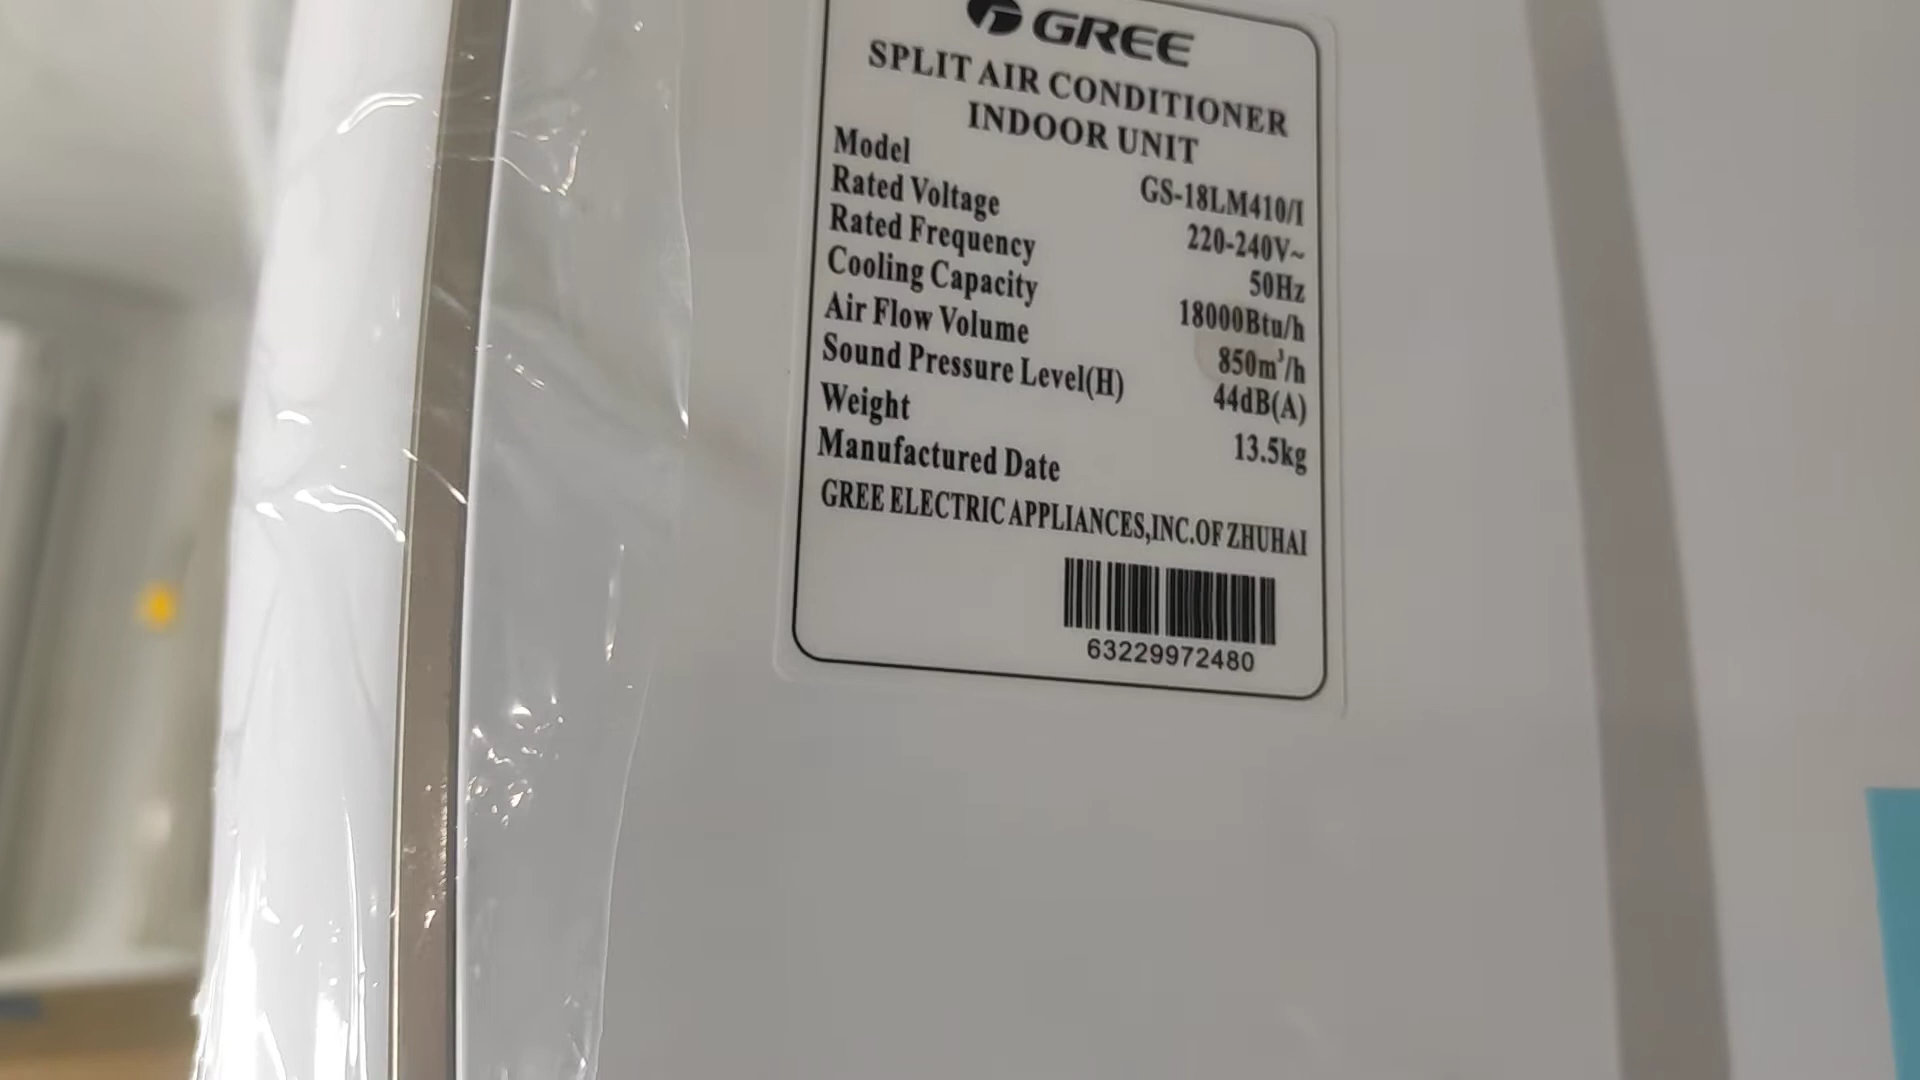 GREE
SPLIT AIR CONDITIONER
INDOOR UNIT
Model GS-18LM410/I
Rated Voltage 220-240V~
Rated Frequency 50Hz
Cooling Capacity 18000Btu/h
Air Flow Volume 850m³/h
Sound Pressure Level(H) 44dB(A)
Weight 13.5kg
Manufactured Date
GREE ELECTRIC APPLIANCES,INC.OF ZHUHAI
63229972480